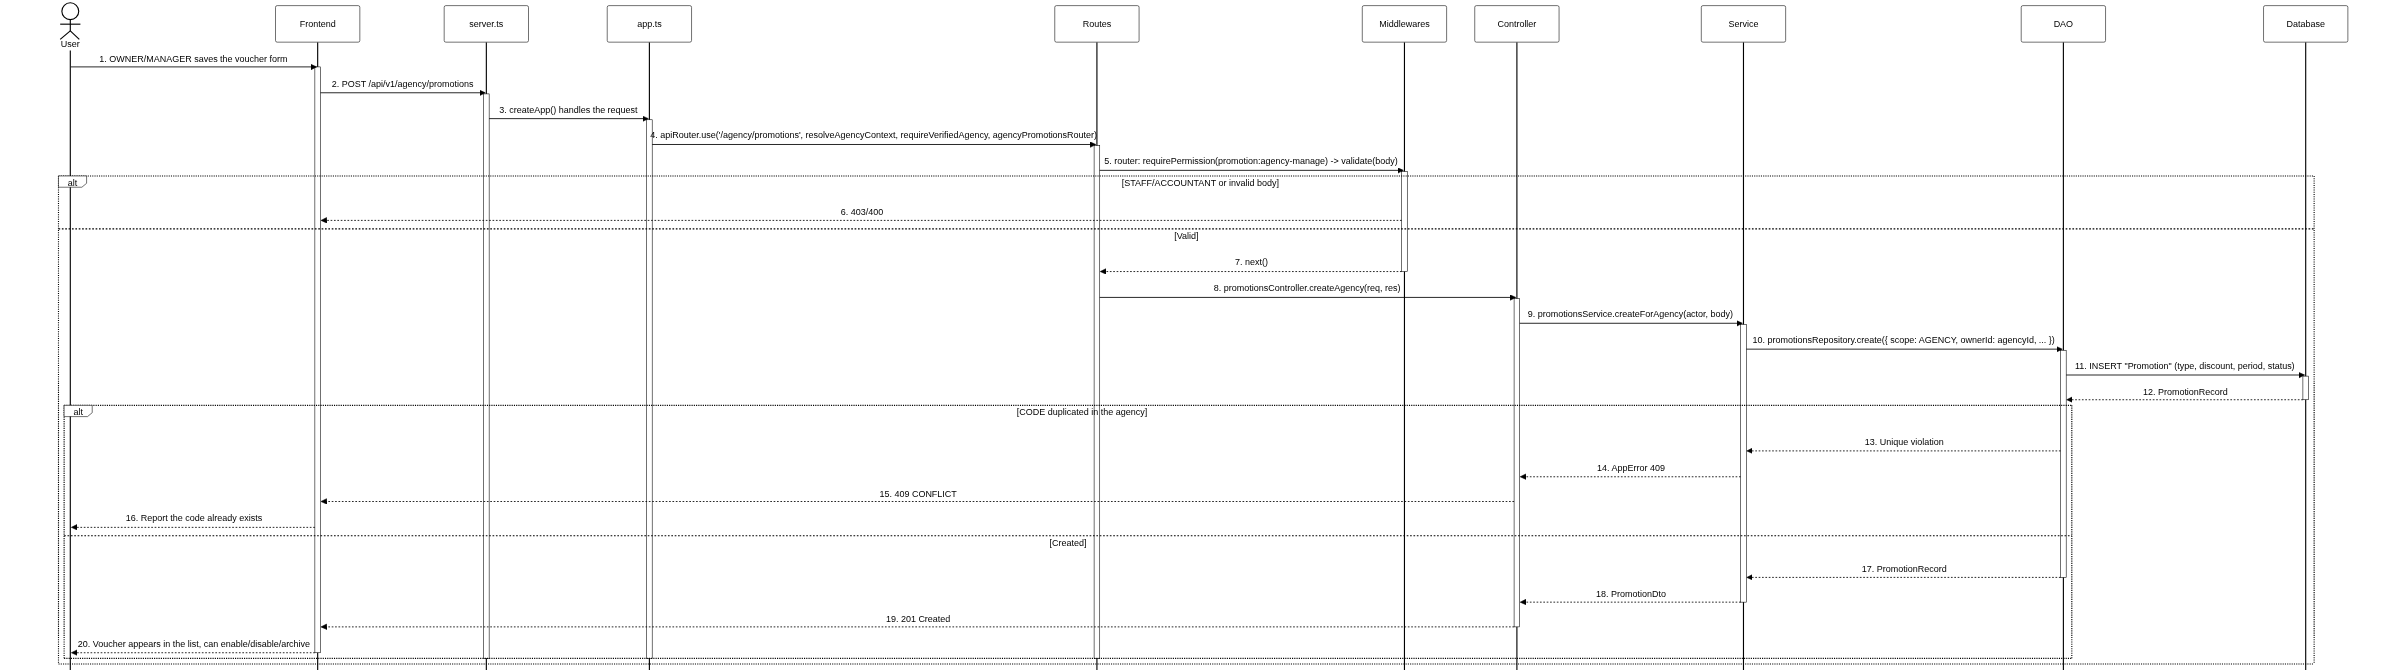 Frontend
server.ts
app.ts
Routes
Middlewares
Controller
Service
DAO
Database
User
1. OWNER/MANAGER saves the voucher form
2. POST /api/v1/agency/promotions
3. createApp() handles the request
4. apiRouter.use('/agency/promotions', resolveAgencyContext, requireVerifiedAgency, agencyPromotionsRouter)
5. router: requirePermission(promotion:agency-manage) -> validate(body)
alt
[STAFF/ACCOUNTANT or invalid body]
6. 403/400
[Valid]
7. next()
8. promotionsController.createAgency(req, res)
9. promotionsService.createForAgency(actor, body)
10. promotionsRepository.create({ scope: AGENCY, ownerId: agencyId, ... })
11. INSERT "Promotion" (type, discount, period, status)
12. PromotionRecord
alt
[CODE duplicated in the agency]
13. Unique violation
14. AppError 409
15. 409 CONFLICT
16. Report the code already exists
[Created]
17. PromotionRecord
18. PromotionDto
19. 201 Created
20. Voucher appears in the list, can enable/disable/archive